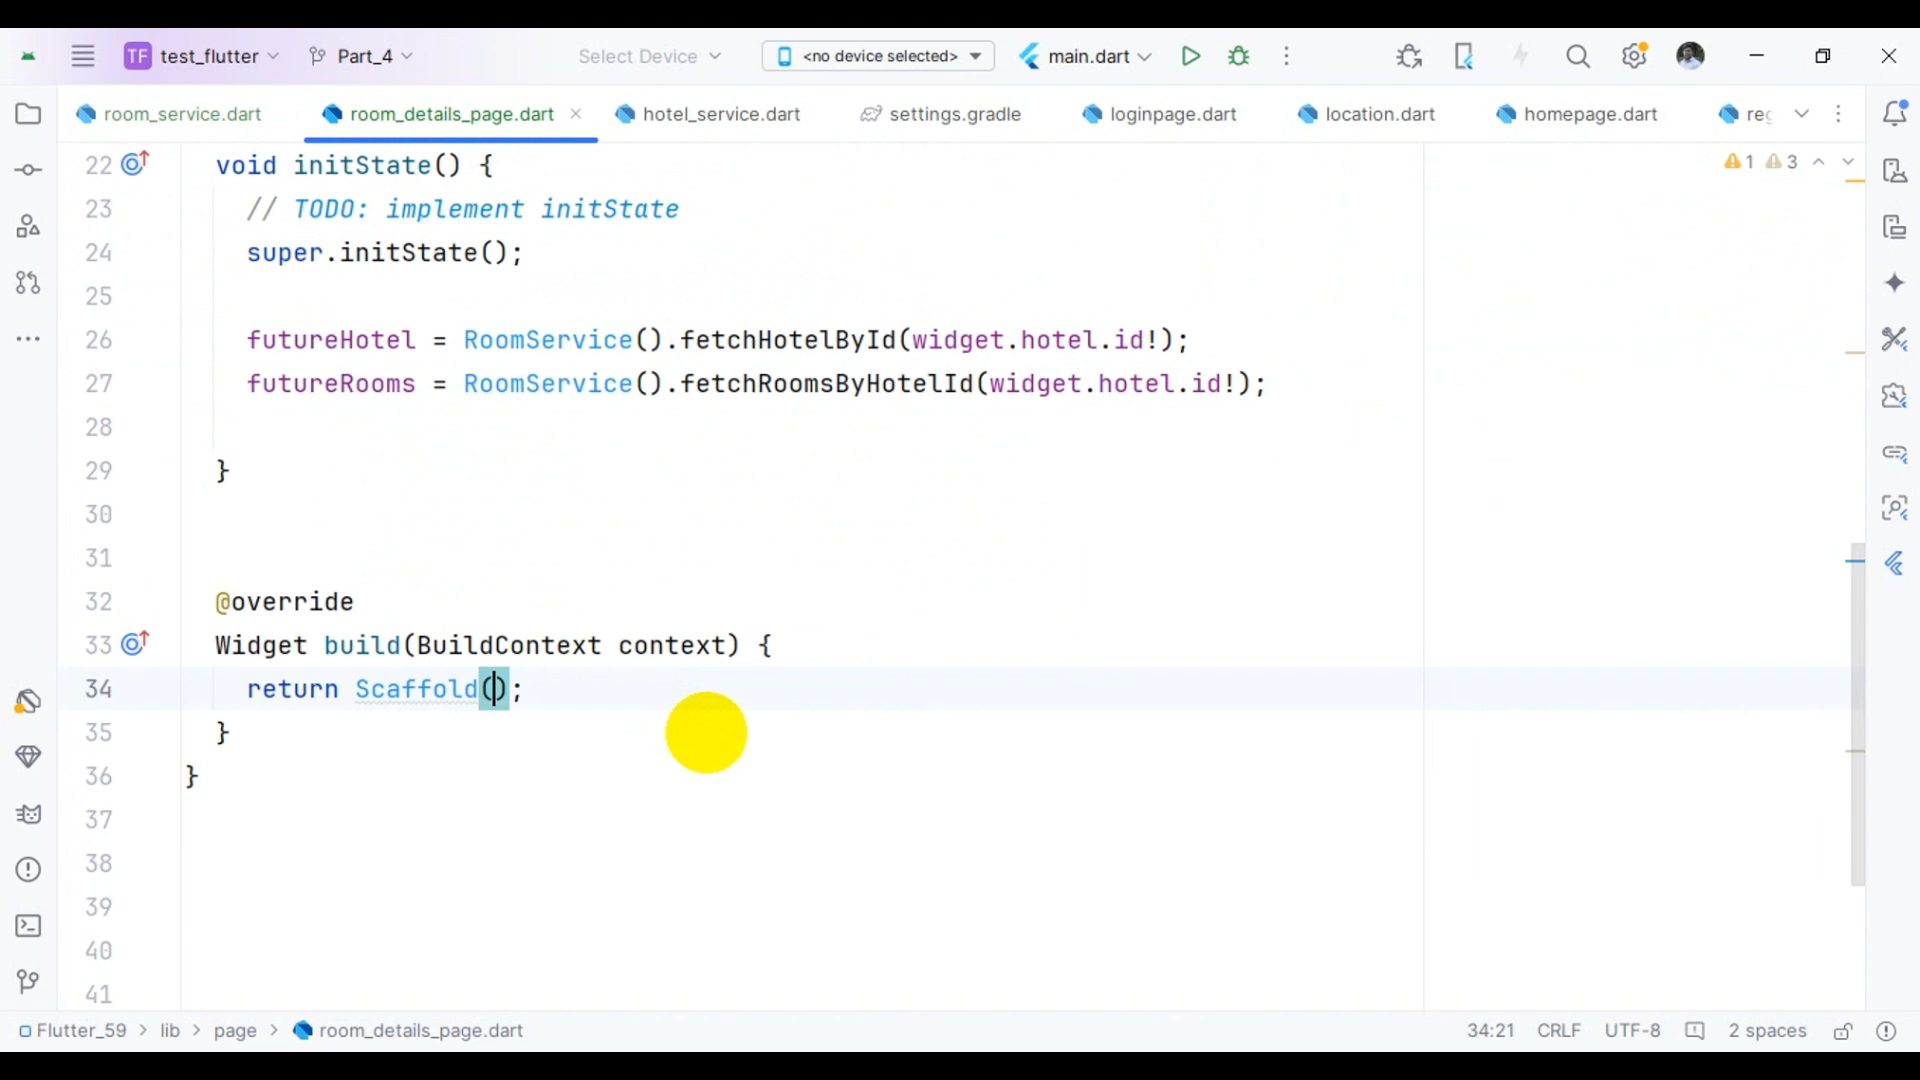 TF test_flutter Part_4 Select Device <no device selected> main.dart
room_service.dart room_details_page.dart hotel_service.dart settings.gradle loginpage.dart location.dart homepage.dart
1 3
22 void initState() {
23 // TODO: implement initState
24 super.initState();
25
26 futureHotel = RoomService().fetchHotelById(widget.hotel.id!);
27 futureRooms = RoomService().fetchRoomsByHotelId(widget.hotel.id!);
28
29 }
30
31
32 @override
33 Widget build(BuildContext context) {
34 return Scaffold();
35 }
36 }
37
38
39
40
41
Flutter_59 > lib > page > room_details_page.dart 34:21 CRLF UTF-8 2 spaces